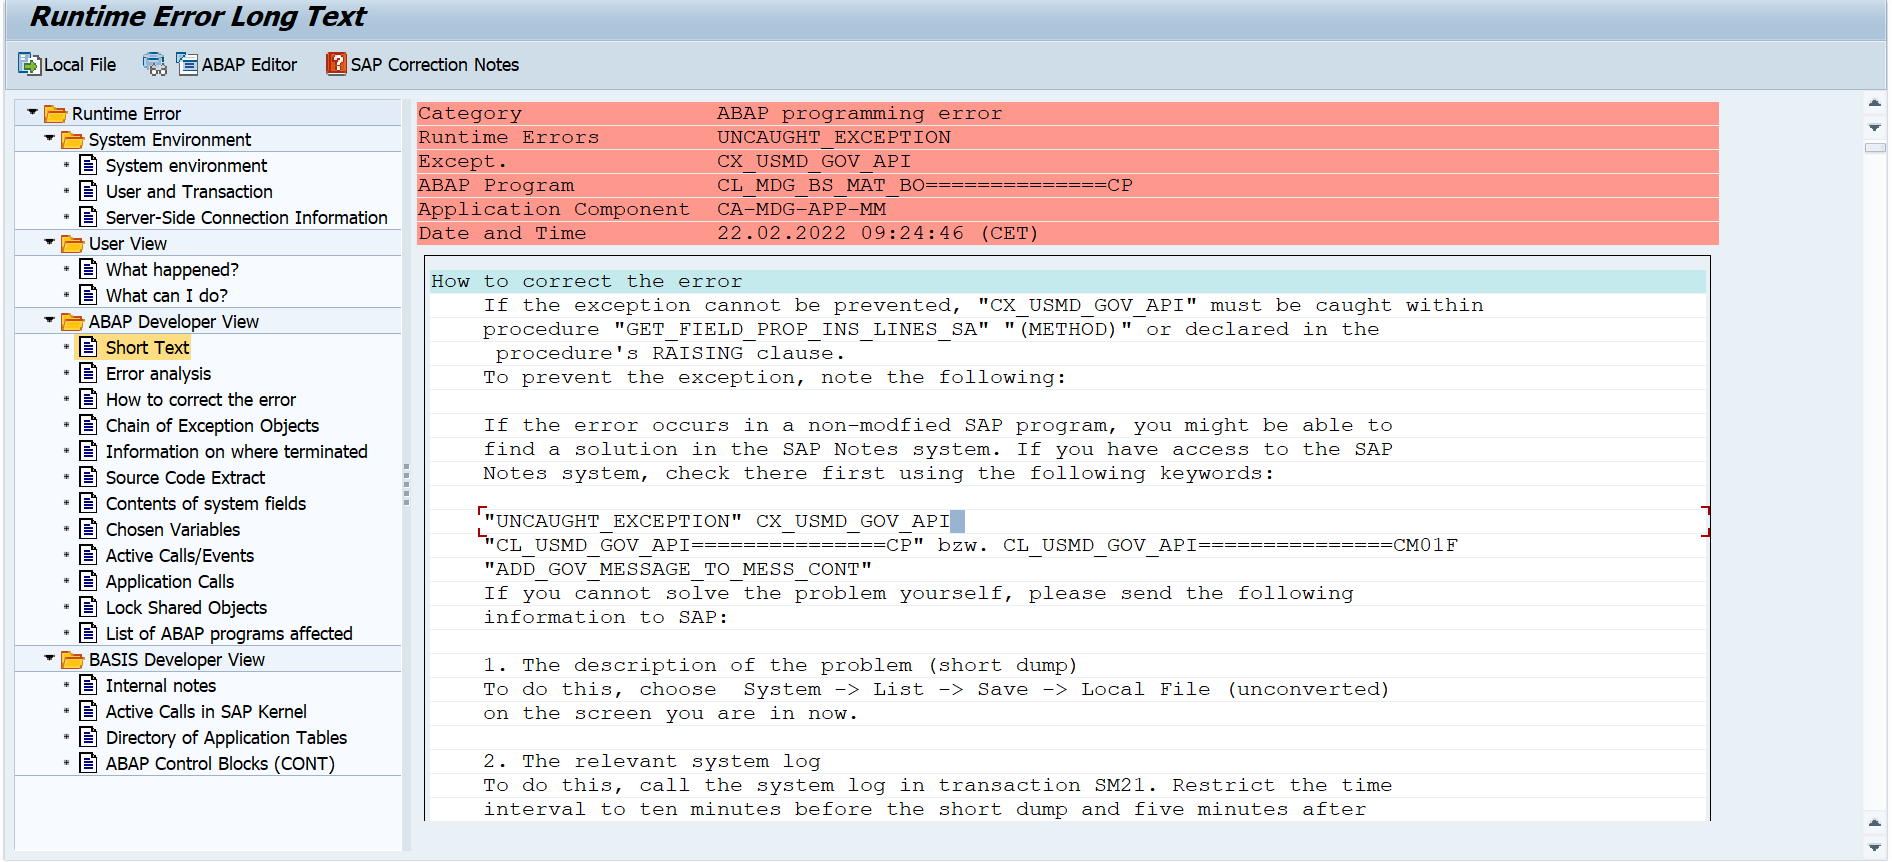 Runtime Error Long Text
Local File ABAP Editor SAP Correction Notes
Runtime Error
System Environment
System environment
User and Transaction
Server-Side Connection Information
User View
What happened?
What can I do?
ABAP Developer View
Short Text
Error analysis
How to correct the error
Chain of Exception Objects
Information on where terminated
Source Code Extract
Contents of system fields
Chosen Variables
Active Calls/Events
Application Calls
Lock Shared Objects
List of ABAP programs affected
BASIS Developer View
Internal notes
Active Calls in SAP Kernel
Directory of Application Tables
ABAP Control Blocks (CONT)
Category ABAP programming error
Runtime Errors UNCAUGHT_EXCEPTION
Except. CX_USMD_GOV_API
ABAP Program CL_MDG_BS_MAT_BO==============CP
Application Component CA-MDG-APP-MM
Date and Time 22.02.2022 09:24:46 (CET)
How to correct the error
If the exception cannot be prevented, "CX_USMD_GOV_API" must be caught within
procedure "GET_FIELD_PROP_INS_LINES_SA" "(METHOD)" or declared in the
procedure's RAISING clause.
To prevent the exception, note the following:
If the error occurs in a non-modfied SAP program, you might be able to
find a solution in the SAP Notes system. If you have access to the SAP
Notes system, check there first using the following keywords:
"UNCAUGHT_EXCEPTION" CX_USMD_GOV_API
"CL_USMD_GOV_API===============CP" bzw. CL_USMD_GOV_API===============CM01F
"ADD_GOV_MESSAGE_TO_MESS_CONT"
If you cannot solve the problem yourself, please send the following
information to SAP:
1. The description of the problem (short dump)
To do this, choose System -> List -> Save -> Local File (unconverted)
on the screen you are in now.
2. The relevant system log
To do this, call the system log in transaction SM21. Restrict the time
interval to ten minutes before the short dump and five minutes after